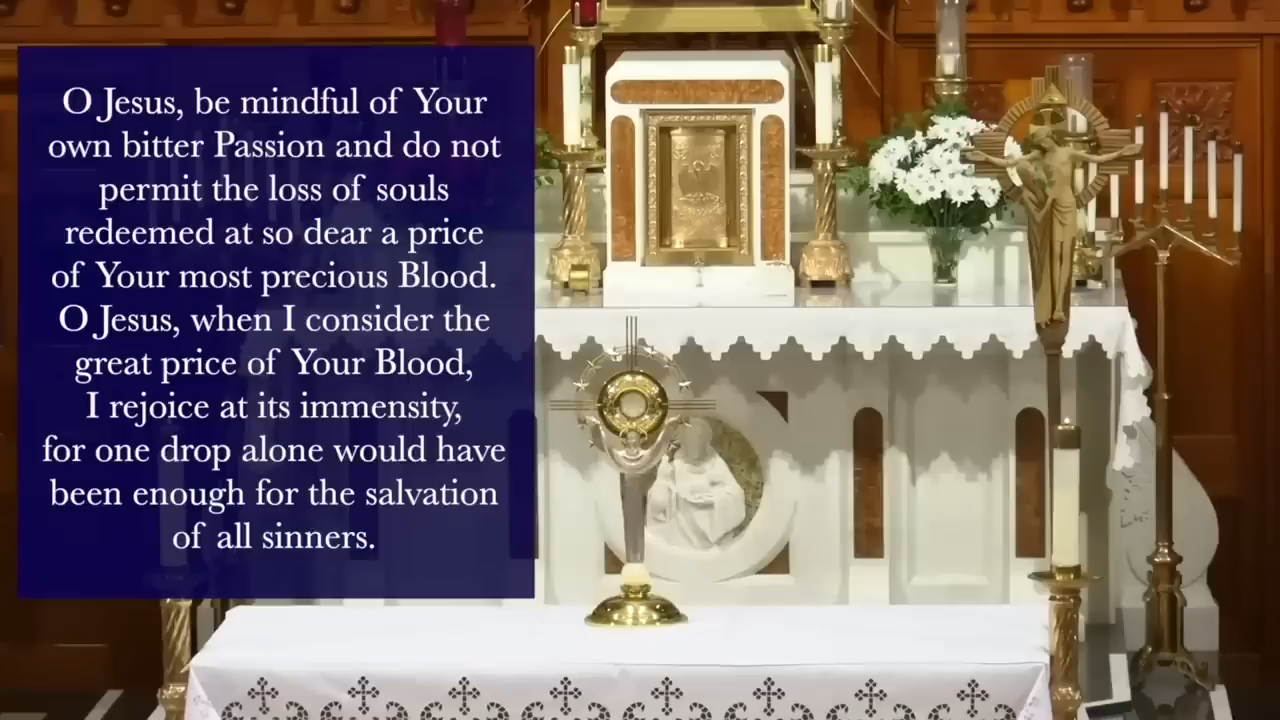 O Jesus, be mindful of Your
own bitter Passion and do not
permit the loss of souls
redeemed at so dear a price
of Your most precious Blood.
O Jesus, when I consider the
great price of Your Blood,
I rejoice at its immensity,
for one drop alone would have
been enough for the salvation
of all sinners.